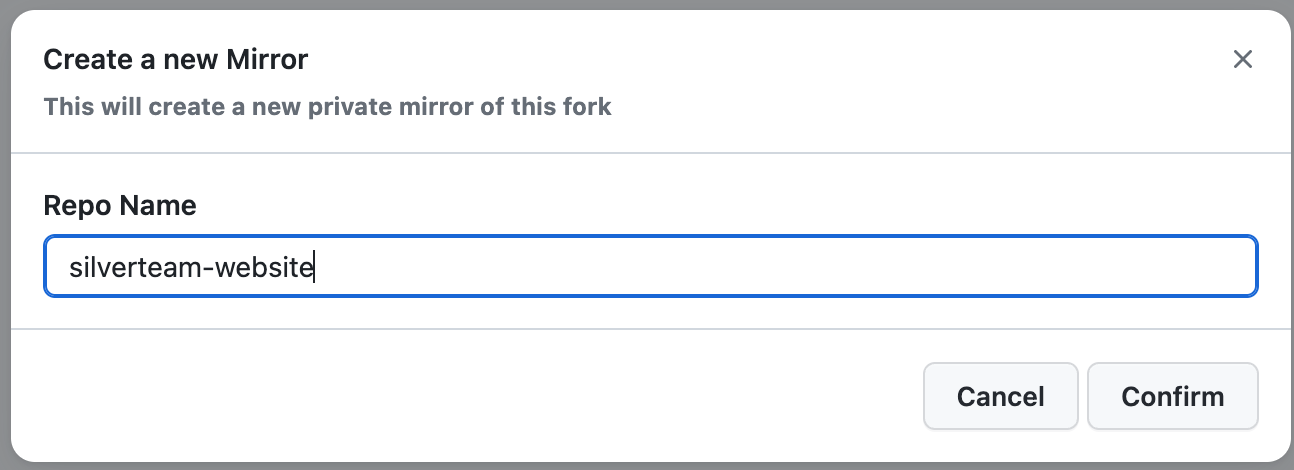 Create a new Mirror
This will create a new private mirror of this fork
Repo Name
silverteam-website
Cancel
Confirm